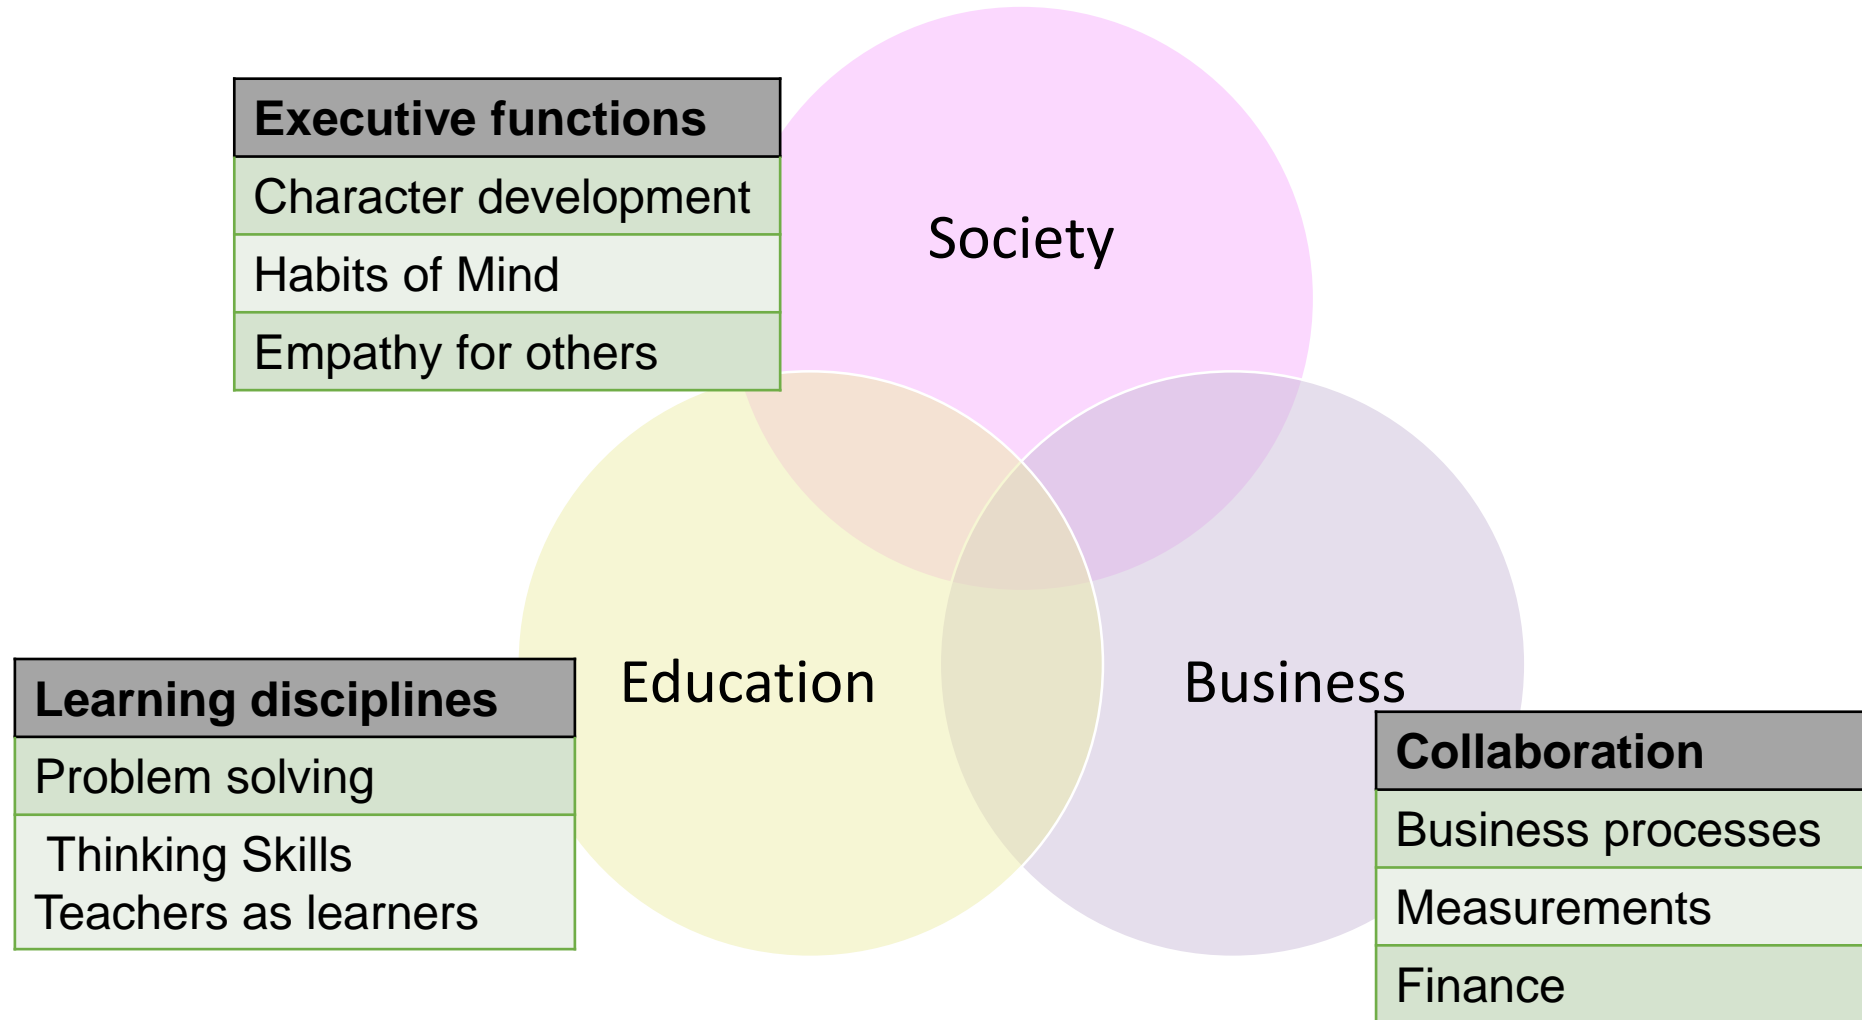 Executive functions
Character development
Habits of Mind
Empathy for others
Society
Education
Business
Learning disciplines
Problem solving
Thinking Skills
Teachers as learners
Collaboration
Business processes
Measurements
Finance